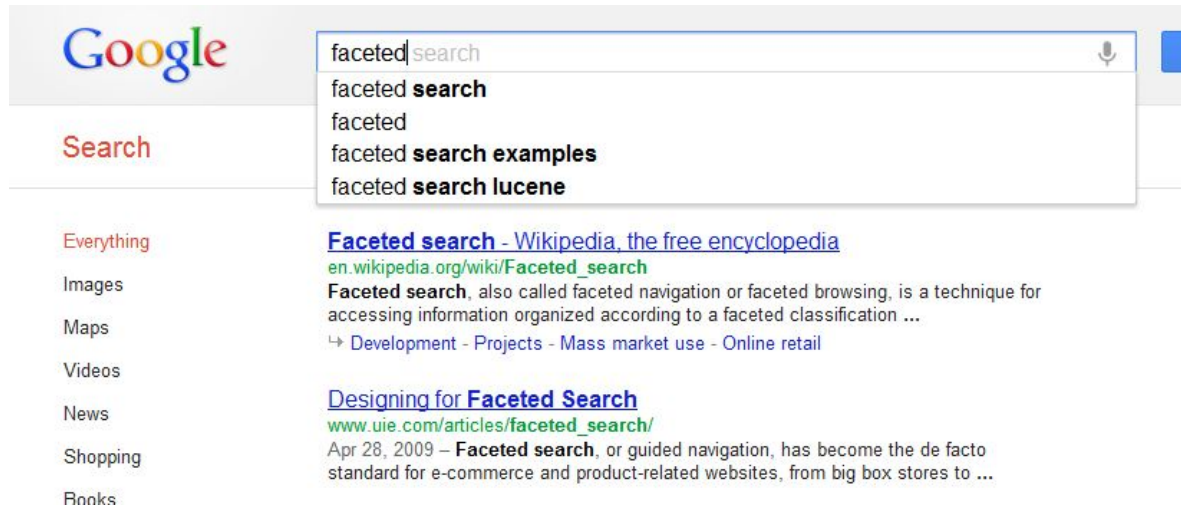 Google
faceted search
faceted search
faceted
faceted search examples
faceted search lucene
Search
Everything
Images
Maps
Videos
News
Shopping
Books
Faceted search - Wikipedia, the free encyclopedia
en.wikipedia.org/wiki/Faceted_search
Faceted search, also called faceted navigation or faceted browsing, is a technique for
accessing information organized according to a faceted classification ...
Development - Projects - Mass market use - Online retail
Designing for Faceted Search
www.uie.com/articles/faceted_search/
Apr 28, 2009 – Faceted search, or guided navigation, has become the de facto
standard for e-commerce and product-related websites, from big box stores to ...